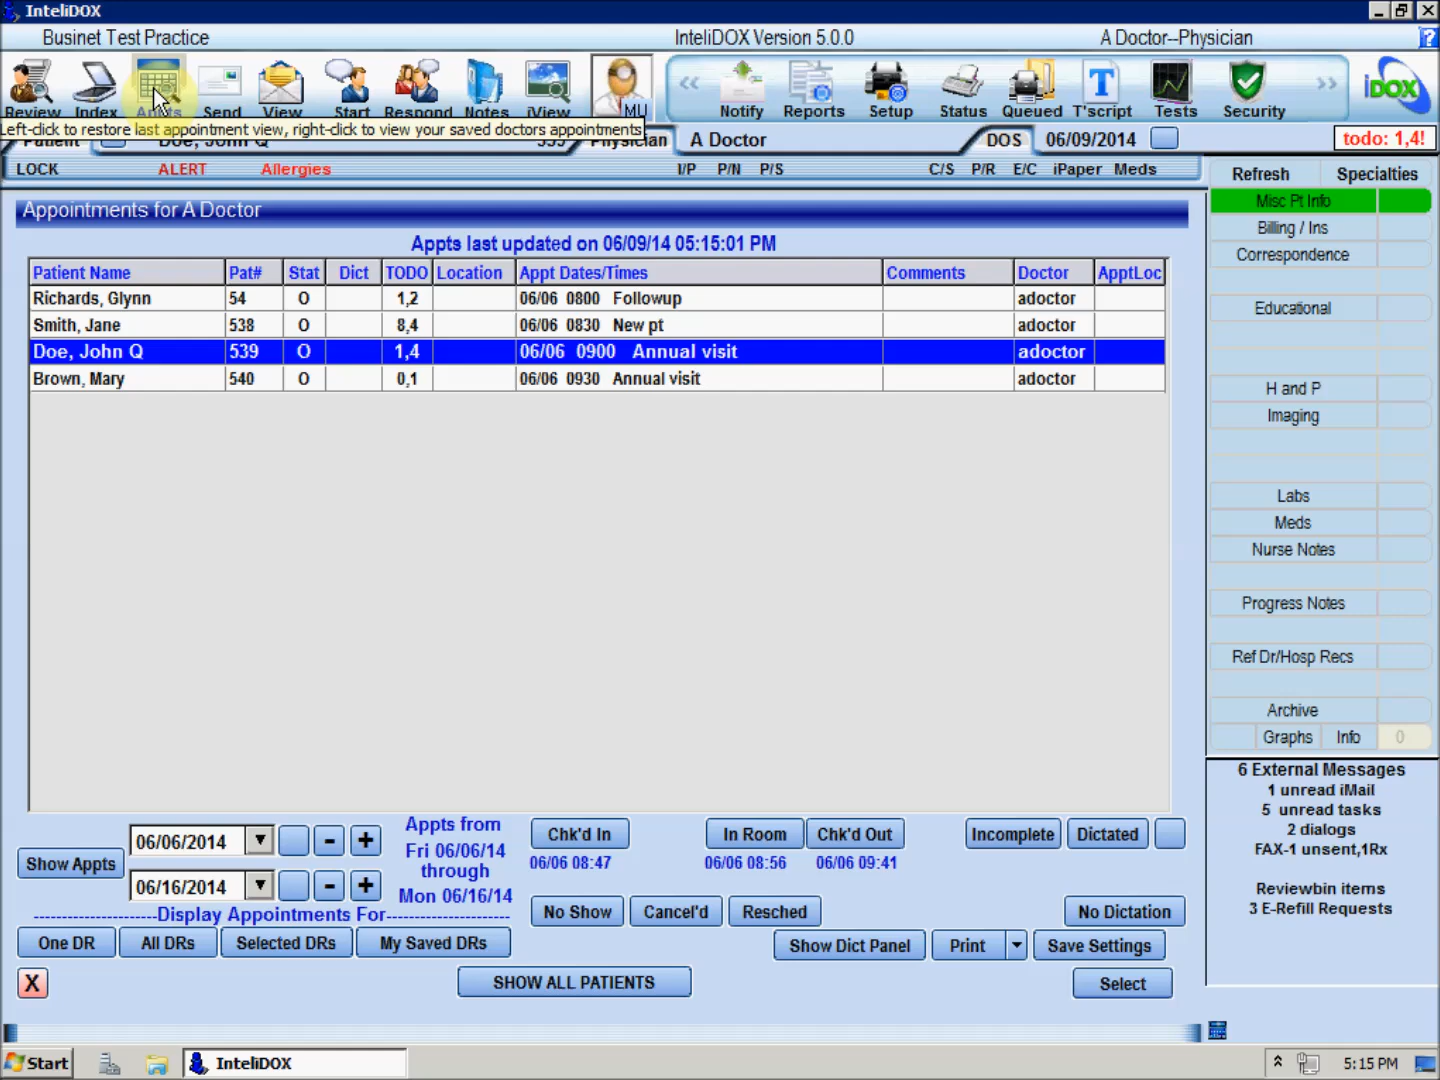 InteliDOX
Businet Test Practice InteliDOX Version 5.0.0 A Doctor--Physician ?
Review Index Appts Send View Start Respond Notes iView MU Notify Reports Setup Status Queued T'script Tests Security iDOX
Left-click to restore last appointment view, right-click to view your saved doctors appointments
Patient Doe, John Q 539 Physician A Doctor DOS 06/09/2014 todo: 1,4!
LOCK ALERT Allergies I/P P/N P/S C/S P/R E/C iPaper Meds
Refresh Specialties
Misc Pt Info
Billing / Ins
Correspondence
Educational
H and P
Imaging
Labs
Meds
Nurse Notes
Progress Notes
Ref Dr/Hosp Recs
Archive
Graphs Info 0
6 External Messages
1 unread iMail
5 unread tasks
2 dialogs
FAX-1 unsent,1Rx
Reviewbin items
3 E-Refill Requests
Appointments for A Doctor
Appts last updated on 06/09/14 05:15:01 PM
Patient Name Pat# Stat Dict TODO Location Appt Dates/Times Comments Doctor ApptLoc
Richards, Glynn 54 O 1,2 06/06 0800 Followup adoctor
Smith, Jane 538 O 8,4 06/06 0830 New pt adoctor
Doe, John Q 539 O 1,4 06/06 0900 Annual visit adoctor
Brown, Mary 540 O 0,1 06/06 0930 Annual visit adoctor
Show Appts
06/06/2014 - +
06/16/2014 - +
Appts from
Fri 06/06/14
through
Mon 06/16/14
Chk'd In In Room Chk'd Out Incomplete Dictated
06/06 08:47 06/06 08:56 06/06 09:41
No Show Cancel'd Resched No Dictation
-----------------------Display Appointments For-----------------------
One DR All DRs Selected DRs My Saved DRs Show Dict Panel Print Save Settings
X SHOW ALL PATIENTS Select
Start InteliDOX 5:15 PM